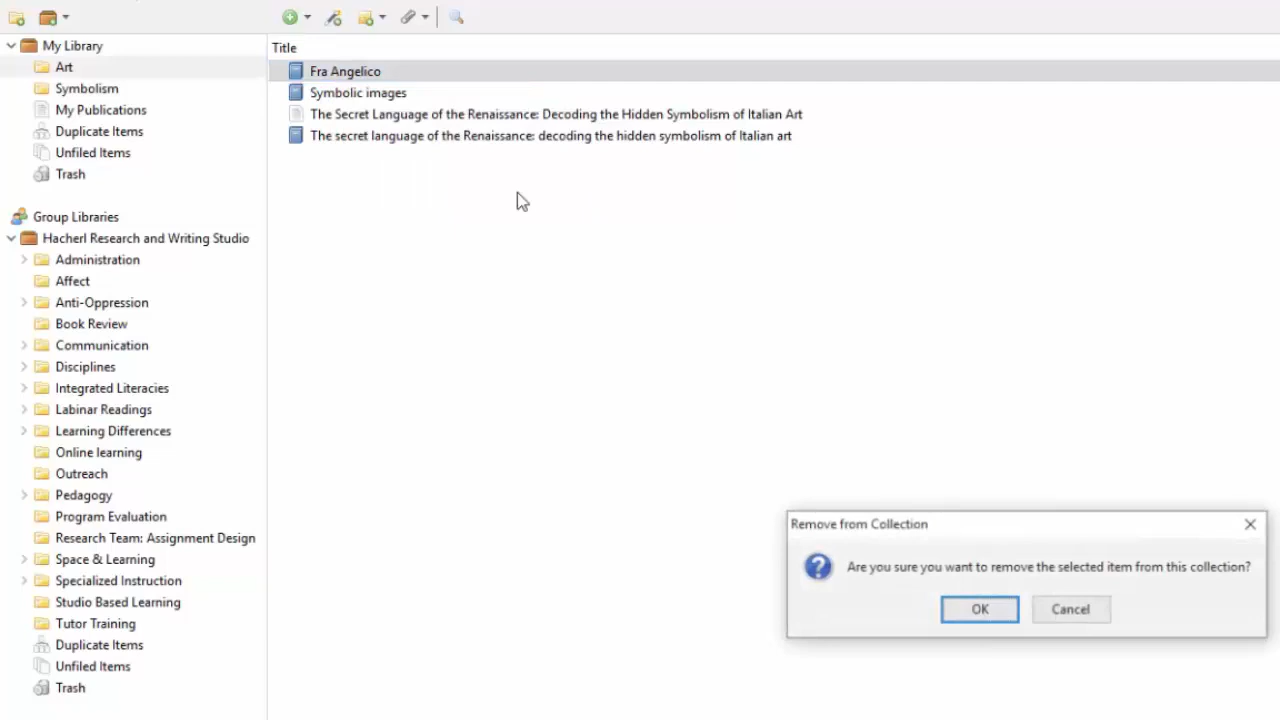 My Library
Art
Symbolism
My Publications
Duplicate Items
Unfiled Items
Trash
Group Libraries
Hacherl Research and Writing Studio
Administration
Affect
Anti-Oppression
Book Review
Communication
Disciplines
Integrated Literacies
Labinar Readings
Learning Differences
Online learning
Outreach
Pedagogy
Program Evaluation
Research Team: Assignment Design
Space & Learning
Specialized Instruction
Studio Based Learning
Tutor Training
Duplicate Items
Unfiled Items
Trash
Title
Fra Angelico
Symbolic images
The Secret Language of the Renaissance: Decoding the Hidden Symbolism of Italian Art
The secret language of the Renaissance: decoding the hidden symbolism of Italian art
Remove from Collection
Are you sure you want to remove the selected item from this collection?
OK
Cancel